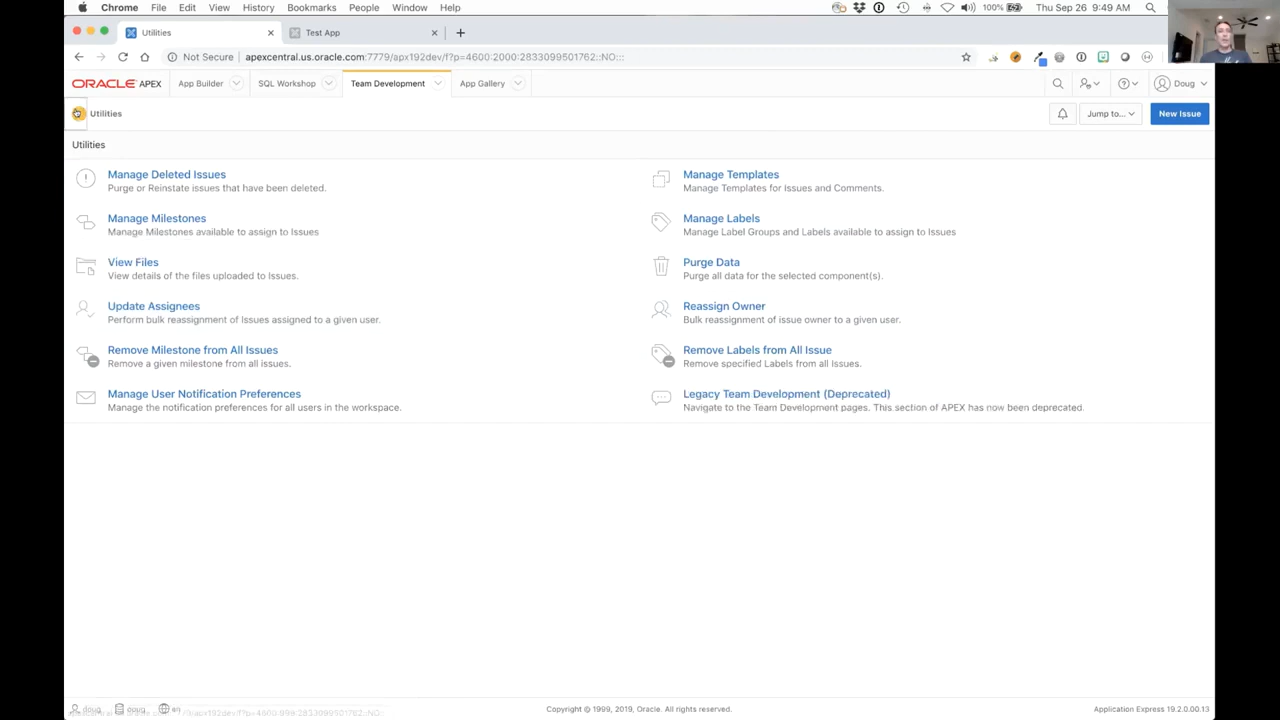 Chrome File Edit View History Bookmarks People Window Help 100% Thu Sep 26 9:49 AM
Utilities Test App
Not Secure apexcentral.us.oracle.com:7779/apx192dev/f?p=4600:2000:2833099501762::NO:::
ORACLE APEX App Builder SQL Workshop Team Development App Gallery Doug
Utilities Jump to... New Issue
Utilities
Manage Deleted Issues
Purge or Reinstate issues that have been deleted.
Manage Templates
Manage Templates for Issues and Comments.
Manage Milestones
Manage Milestones available to assign to Issues
Manage Labels
Manage Label Groups and Labels available to assign to Issues
View Files
View details of the files uploaded to Issues.
Purge Data
Purge all data for the selected component(s).
Update Assignees
Perform bulk reassignment of Issues assigned to a given user.
Reassign Owner
Bulk reassignment of issue owner to a given user.
Remove Milestone from All Issues
Remove a given milestone from all issues.
Remove Labels from All Issue
Remove specified Labels from all Issues.
Manage User Notification Preferences
Manage the notification preferences for all users in the workspace.
Legacy Team Development (Deprecated)
Navigate to the Team Development pages. This section of APEX has now been deprecated.
doug doug en
Copyright © 1999, 2019, Oracle. All rights reserved.
Application Express 19.2.0.00.13